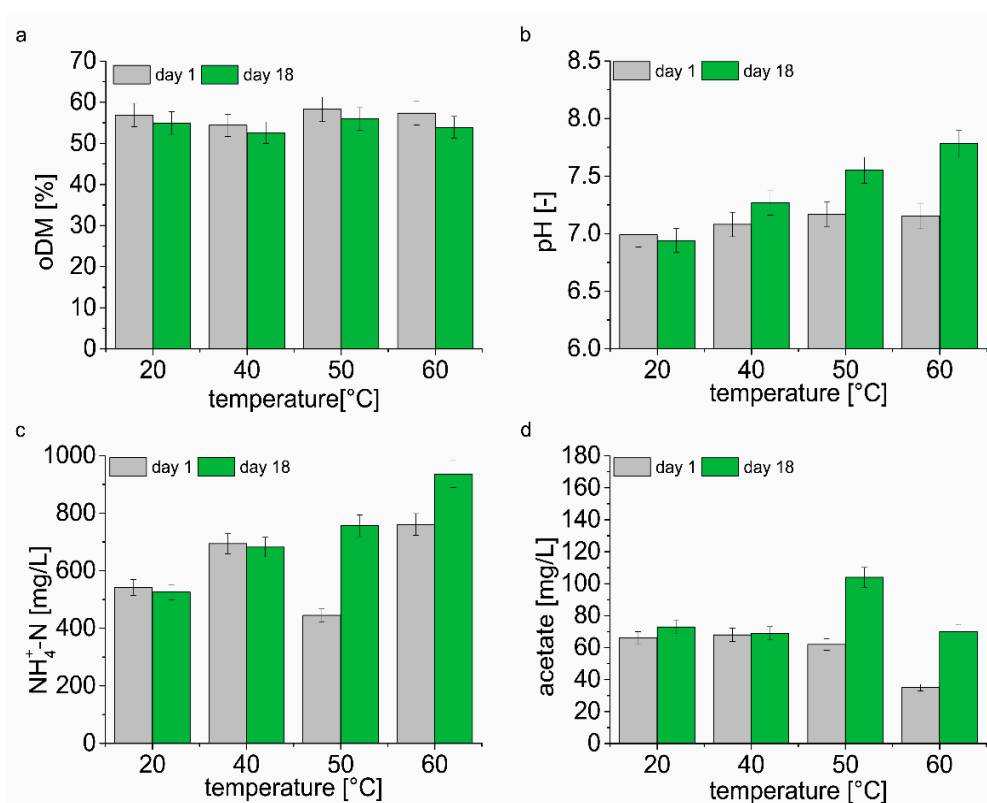 a
70
60
50
40
30
20
10
0
oDM [%]
day 1 day 18
20 40 50 60
temperature[°C]
b
8.5
8.0
7.5
7.0
6.5
6.0
pH [-]
day 1 day 18
20 40 50 60
temperature [°C]
c
1000
800
600
400
200
0
NH₄⁺-N [mg/L]
day 1 day 18
20 40 50 60
temperature [°C]
d
180
160
140
120
100
80
60
40
20
0
acetate [mg/L]
day 1 day 18
20 40 50 60
temperature [°C]